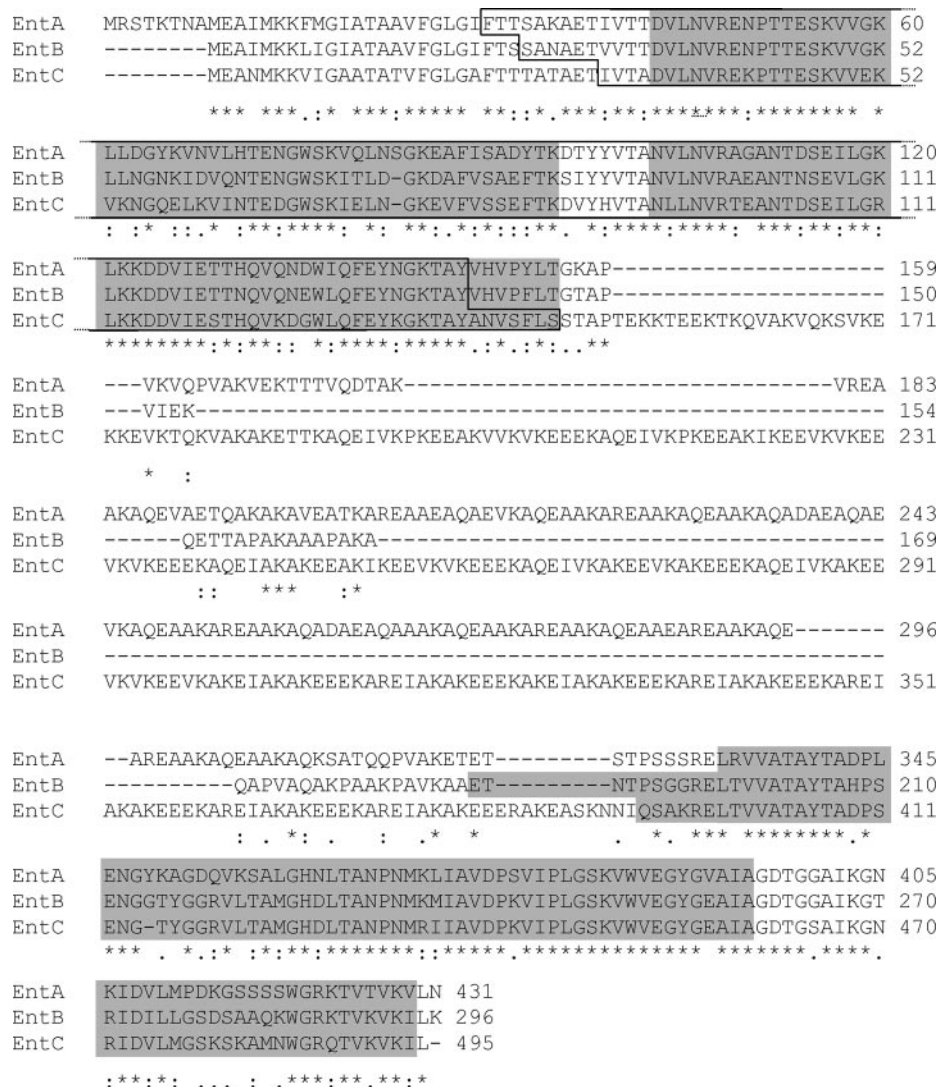 EntA MRSTKTNAMEAIMKKFMGIATAAVFGLGIFTTSAKAETIVTTDVLNVRENPTTESKVVGK 60
EntB --------MEAIMKKLIGIATAAVFGLGIFTSSANAETVVTTDVLNVRENPTTESKVVGK 52
EntC --------MEANMKKVIGAATATVFGLGAFTTTATAETIVTADVLNVREKPTTESKVVEK 52
*** ***.:* ***:***** **::*.***:**:*******:******** *
EntA LLDGYKVNVLHTENGWSKVQLNSGKEAFISADYTKDTYYVTANVLNVRAGANTDSEILGK 120
EntB LLNGNKIDVQNTENGWSKITLD-GKDAFVSAEFTKSIYYVTANVLNVRAEANTNSEVLGK 111
EntC VKNGQELKVINTEDGWSKIELN-GKEVFVSSEFTKDVYHVTANLLNVRTEANTDSEILGR 111
: :* ::.* :**:****: *: **:.*:*::**. *:****:****: ***:**:**:
EntA LKKDDVIETTHQVQNDWIQFEYNGKTAYVHVPYLTGKAP--------------------- 159
EntB LKKDDVIETTNQVQNEWLQFEYNGKTAYVHVPFLTGTAP--------------------- 150
EntC LKKDDVIESTHQVKDGWLQFEYKGKTAYANVSFLSSTAPTEKKTEEKTKQVAKVQKSVKE 171
********:*:**:: *:****:*****.:*.:*:..**
EntA ---VKVQPVAKVEKTTTVQDTAK---------------------------------VREA 183
EntB ---VIEK----------------------------------------------------- 154
EntC KKEVKTQKVAKAKETTKAQEIVKPKEEAKVVKVKEEEKAQEIVKPKEEAKIKEEVKVKEE 231
* :
EntA AKAQEVAETQAKAKAVEATKAREAAEAQAEVKAQEAAKAREAAKAQEAAKAQADAEAQAE 243
EntB ------QETTAPAKAAAPAKA--------------------------------------- 169
EntC VKVKEEEKAQEIAKAKEEAKIKEEVKVKEEEKAQEIVKAKEEVKAKEEEKAQEIVKAKEE 291
:: *** :*
EntA VKAQEAAKAREAAKAQADAEAQAAAKAQEAAKAREAAKAQEAAEAREAAKAQE------- 296
EntB ------------------------------------------------------------
EntC VKVKEEVKAKEIAKAKEEEKAREIAKAKEEEKAKEIAKAKEEEKAREIAKAKEEEKAREI 351
EntA --AREAAKAQEAAKAQKSATQQPVAKETET---------STPSSSRELRVVATAYTADPL 345
EntB ----------QAPVAQAKPAAKPAVKAAET---------NTPSGGRELTVVATAYTAHPS 210
EntC AKAKEEEKAREIAKAKEEEKAREIAKAKEEERAKEASKNNIQSAKRELTVVATAYTADPS 411
: . *: . : .* * . *. *** ********.*
EntA ENGYKAGDQVKSALGHNLTANPNMKLIAVDPSVIPLGSKVWVEGYGVAIAGDTGGAIKGN 405
EntB ENGGTYGGRVLTAMGHDLTANPNMKMIAVDPKVIPLGSKVWVEGYGEAIAGDTGGAIKGT 270
EntC ENG-TYGGRVLTAMGHDLTANPNMRIIAVDPKVIPLGSKVWVEGYGEAIAGDTGSAIKGN 470
*** . *.:* :*:**:*******::*****.************** *******.****.
EntA KIDVLMPDKGSSSSWGRKTVTVKVLN 431
EntB RIDILLGSDSAAQKWGRKTVKVKILK 296
EntC RIDVLMGSKSKAMNWGRQTVKVKIL- 495
:**:*: ... . .***:**.**:*